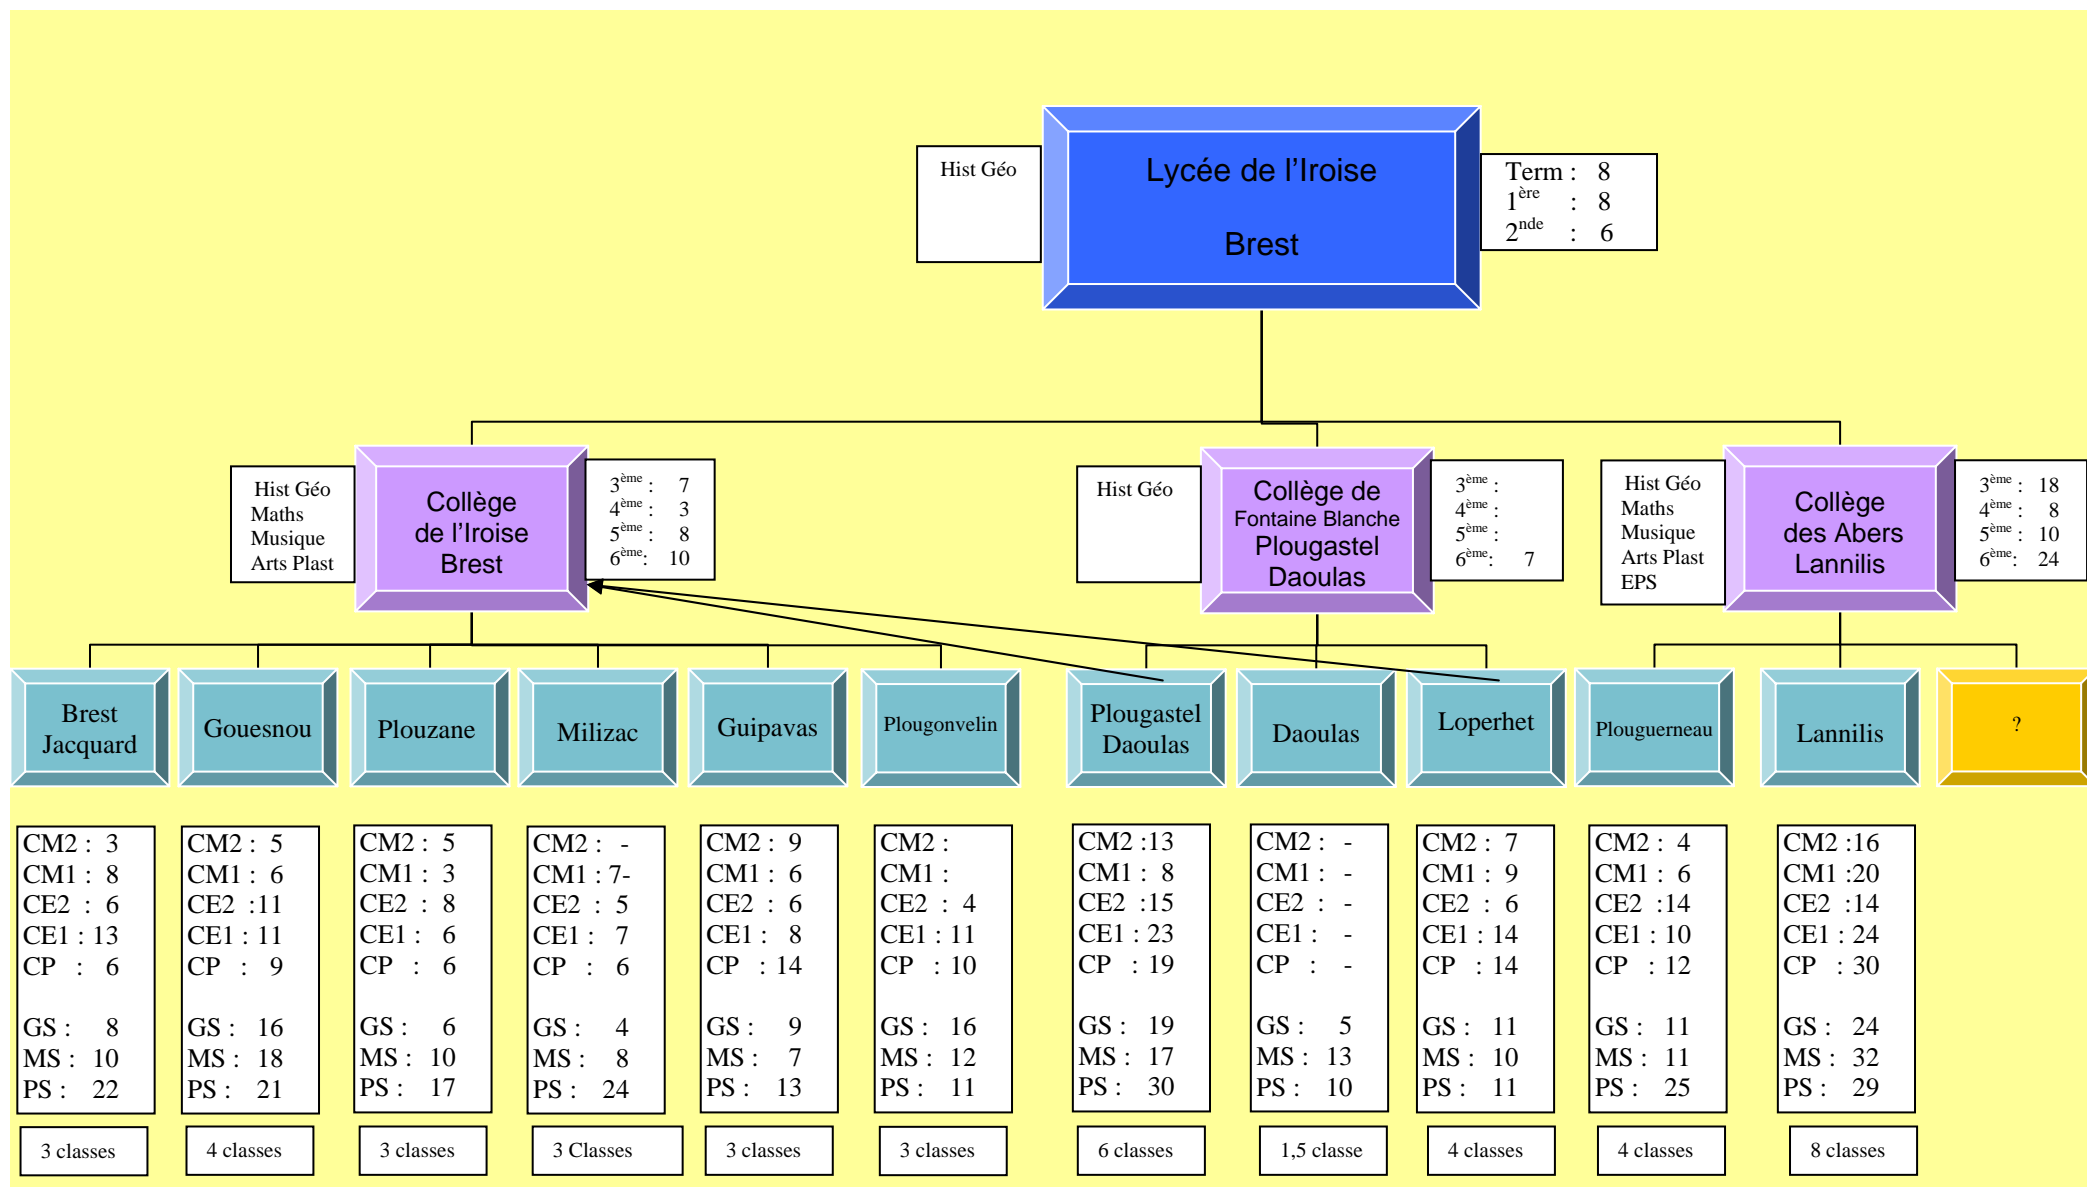 Hist Géo
Lycée de l’Iroise
Brest
Term : 8
1ère : 8
2nde : 6
Hist Géo
Maths
Musique
Arts Plast
Collège
de l’Iroise
Brest
3ème : 7
4ème : 3
5ème : 8
6ème: 10
Hist Géo
Collège de
Fontaine Blanche
Plougastel
Daoulas
3ème :
4ème :
5ème :
6ème: 7
Hist Géo
Maths
Musique
Arts Plast
EPS
Collège
des Abers
Lannilis
3ème : 18
4ème : 8
5ème : 10
6ème: 24
Brest
Jacquard
Gouesnou
Plouzane
Milizac
Guipavas
Plougonvelin
Plougastel
Daoulas
Daoulas
Loperhet
Plouguerneau
Lannilis
?
CM2 : 3
CM1 : 8
CE2 : 6
CE1 : 13
CP : 6
GS : 8
MS : 10
PS : 22
3 classes
CM2 : 5
CM1 : 6
CE2 :11
CE1 : 11
CP : 9
GS : 16
MS : 18
PS : 21
4 classes
CM2 : 5
CM1 : 3
CE2 : 8
CE1 : 6
CP : 6
GS : 6
MS : 10
PS : 17
3 classes
CM2 : -
CM1 : 7-
CE2 : 5
CE1 : 7
CP : 6
GS : 4
MS : 8
PS : 24
3 Classes
CM2 : 9
CM1 : 6
CE2 : 6
CE1 : 8
CP : 14
GS : 9
MS : 7
PS : 13
3 classes
CM2 :
CM1 :
CE2 : 4
CE1 : 11
CP : 10
GS : 16
MS : 12
PS : 11
3 classes
CM2 :13
CM1 : 8
CE2 :15
CE1 : 23
CP : 19
GS : 19
MS : 17
PS : 30
6 classes
CM2 : -
CM1 : -
CE2 : -
CE1 : -
CP : -
GS : 5
MS : 13
PS : 10
1,5 classe
CM2 : 7
CM1 : 9
CE2 : 6
CE1 : 14
CP : 14
GS : 11
MS : 10
PS : 11
4 classes
CM2 : 4
CM1 : 6
CE2 :14
CE1 : 10
CP : 12
GS : 11
MS : 11
PS : 25
4 classes
CM2 :16
CM1 :20
CE2 :14
CE1 : 24
CP : 30
GS : 24
MS : 32
PS : 29
8 classes